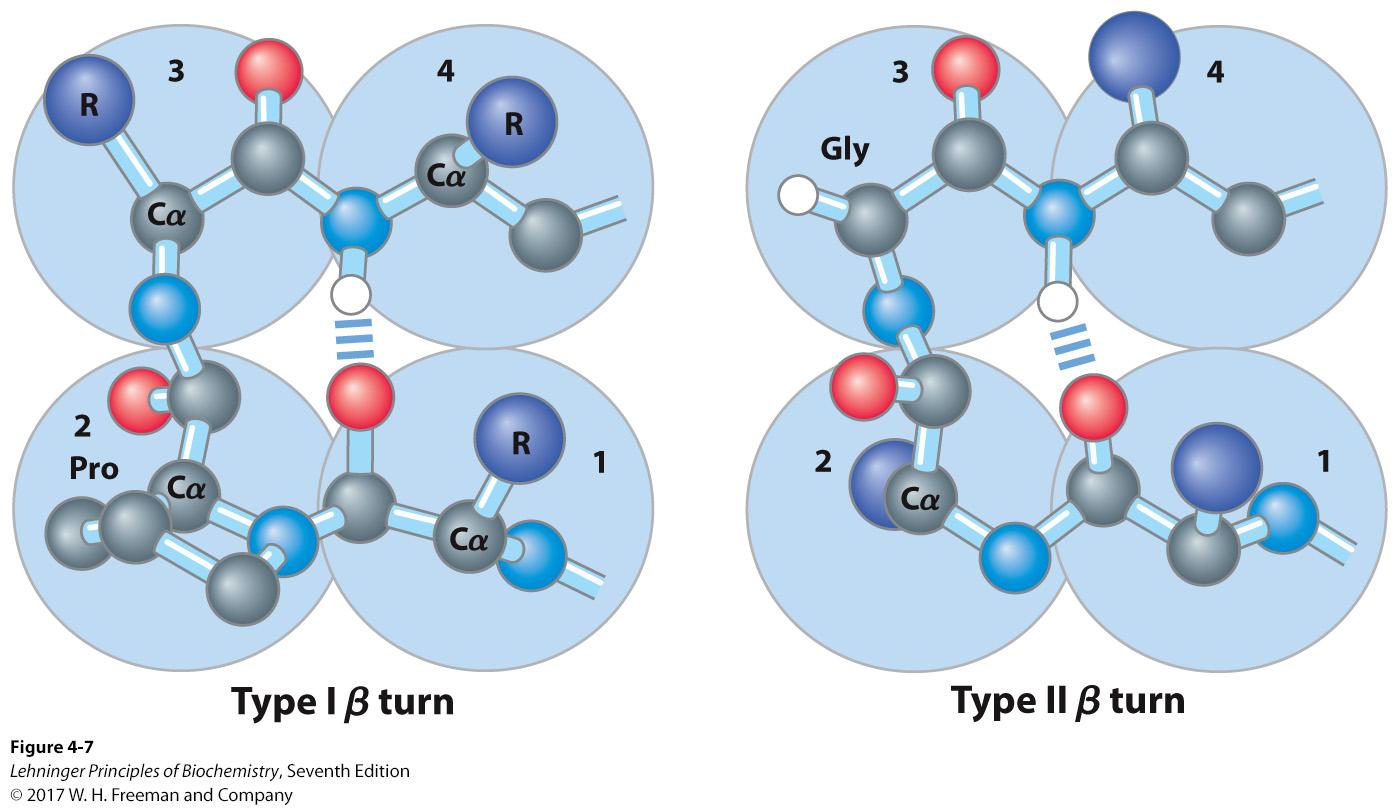 3
4
R
R
Cα
Cα
2
Pro
Cα
R
1
Cα
Type I β turn
3
4
Gly
2
Cα
1
Type II β turn
Figure 4-7
Lehninger Principles of Biochemistry, Seventh Edition
© 2017 W. H. Freeman and Company